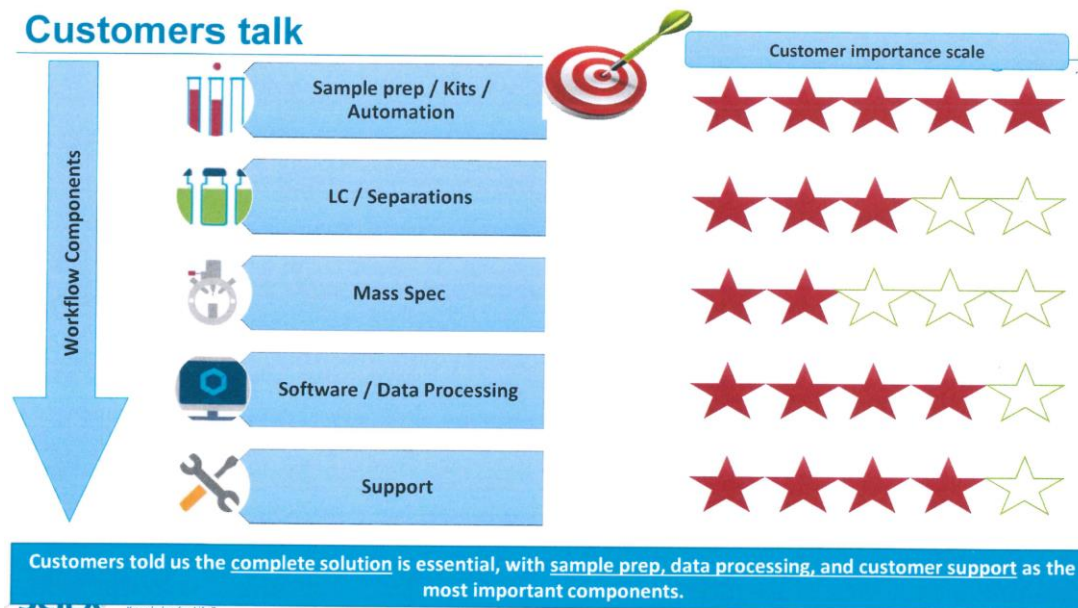 Customers talk
Customer importance scale
Workflow Components
Sample prep / Kits /
Automation
LC / Separations
Mass Spec
Software / Data Processing
Support
Customers told us the complete solution is essential, with sample prep, data processing, and customer support as the
most important components.